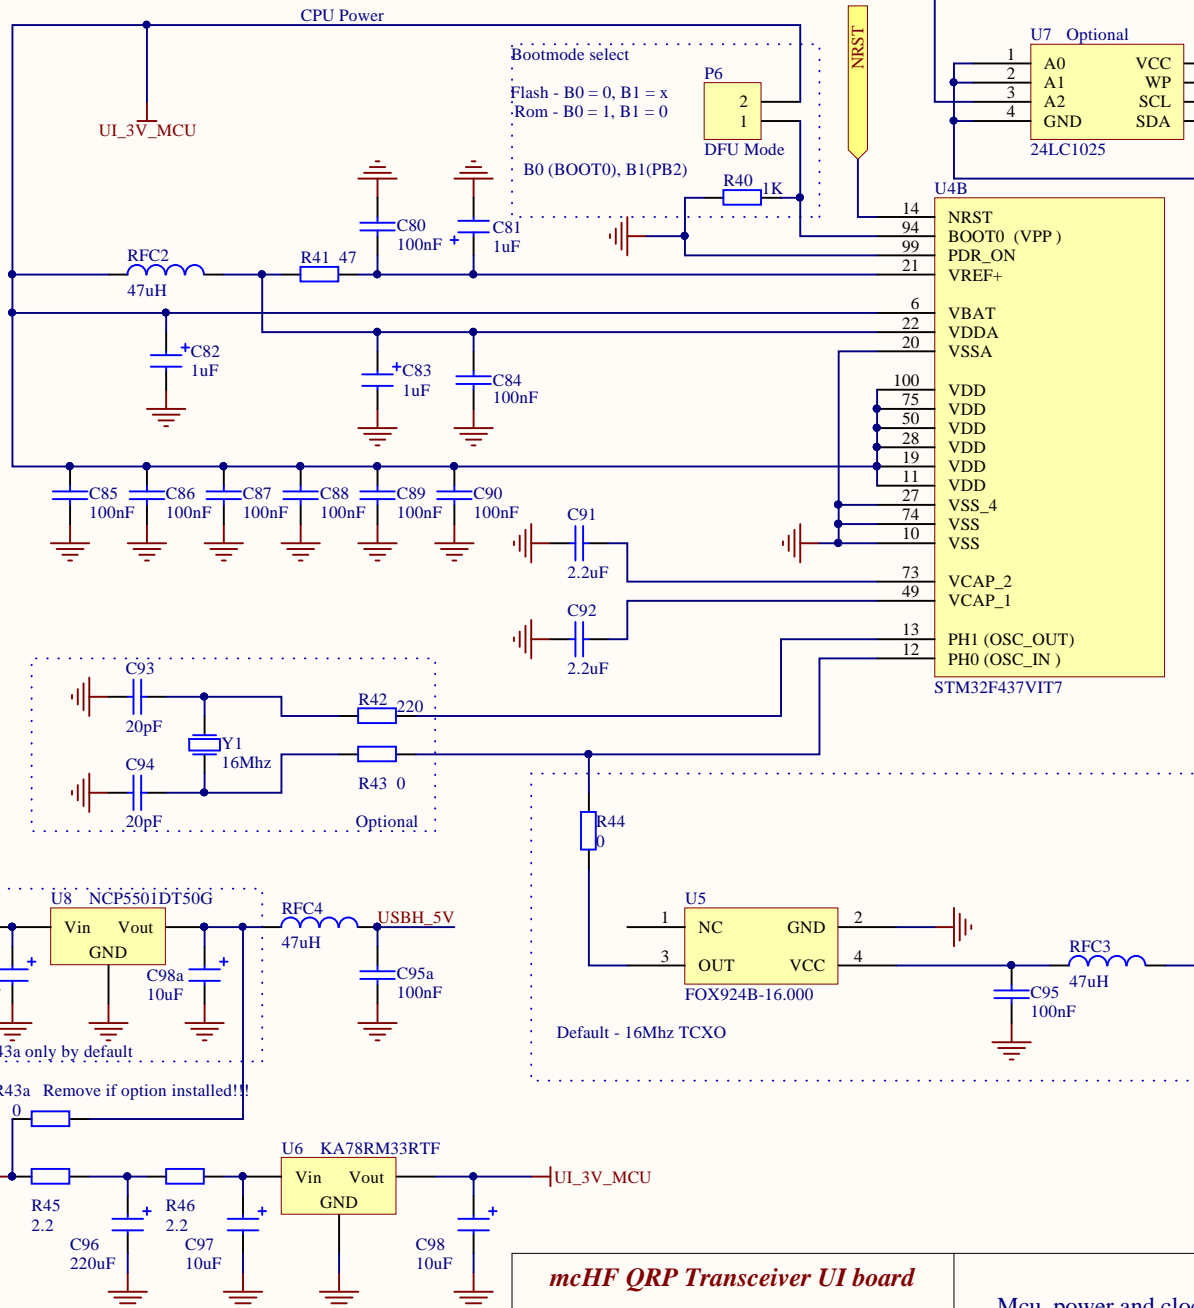 CPU Power
UI_3V_MCU
Bootmode select
Flash - B0 = 0, B1 = x
Rom - B0 = 1, B1 = 0
B0 (BOOT0), B1(PB2)
P6
2
1
DFU Mode
R40
1K
NRST
U7 Optional
1 A0 VCC
2 A1 WP
3 A2 SCL
4 GND SDA
24LC1025
U4B
14 NRST
94 BOOT0 (VPP)
99 PDR_ON
21 VREF+
6 VBAT
22 VDDA
20 VSSA
100 VDD
75 VDD
50 VDD
28 VDD
19 VDD
11 VDD
27 VSS_4
74 VSS
10 VSS
73 VCAP_2
49 VCAP_1
13 PH1 (OSC_OUT)
12 PH0 (OSC_IN )
STM32F437VIT7
C80
100nF
C81
+
1uF
RFC2
47uH
R41 47
+
C82
1uF
+
C83
1uF
C84
100nF
C85
100nF
C86
100nF
C87
100nF
C88
100nF
C89
100nF
C90
100nF
C91
2.2uF
C92
2.2uF
C93
20pF
Y1
16Mhz
C94
20pF
R42
220
R43 0
Optional
R44
0
U8 NCP5501DT50G
Vin Vout
GND
+
C98a
+
10uF
RFC4
47uH
USBH_5V
C95a
100nF
43a only by default
R43a Remove if option installed!!!
0
U5
1 NC GND 2
3 OUT VCC 4
FOX924B-16.000
RFC3
47uH
C95
100nF
Default - 16Mhz TCXO
U6 KA78RM33RTF
Vin Vout
GND
UI_3V_MCU
R45
2.2
+
C96
220uF
R46
2.2
+
C97
10uF
+
C98
10uF
mcHF QRP Transceiver UI board
Mcu, power and cloc